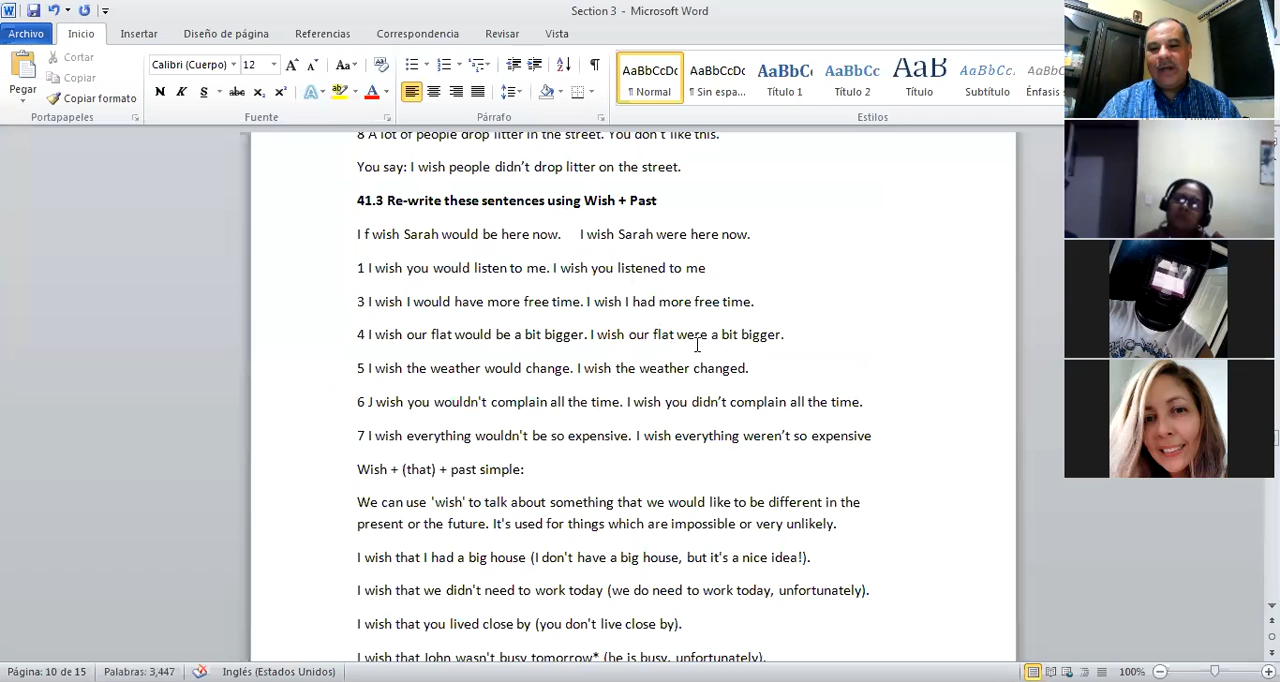 Section 3 - Microsoft Word
Archivo Inicio Insertar Diseño de página Referencias Correspondencia Revisar Vista
Pegar
Cortar
Copiar
Copiar formato
Portapapeles
Calibri (Cuerpo) 12
Fuente
Párrafo
AaBbCcDc AaBbCcDc AaBbC AaBbCc AaB AaBbCc. AaBbCc
¶ Normal ¶ Sin espa... Título 1 Título 2 Título Subtítulo Énfasis
Estilos
8 A lot of people drop litter in the street. You don't like this.
You say: I wish people didn’t drop litter on the street.
41.3 Re-write these sentences using Wish + Past
I f wish Sarah would be here now. I wish Sarah were here now.
1 I wish you would listen to me. I wish you listened to me
3 I wish I would have more free time. I wish I had more free time.
4 I wish our flat would be a bit bigger. I wish our flat were a bit bigger.
5 I wish the weather would change. I wish the weather changed.
6 J wish you wouldn't complain all the time. I wish you didn’t complain all the time.
7 I wish everything wouldn't be so expensive. I wish everything weren’t so expensive
Wish + (that) + past simple:
We can use 'wish' to talk about something that we would like to be different in the
present or the future. It's used for things which are impossible or very unlikely.
I wish that I had a big house (I don't have a big house, but it's a nice idea!).
I wish that we didn't need to work today (we do need to work today, unfortunately).
I wish that you lived close by (you don't live close by).
I wish that John wasn't busy tomorrow* (he is busy, unfortunately).
Página: 10 de 15 Palabras: 3,447 Inglés (Estados Unidos) 100%